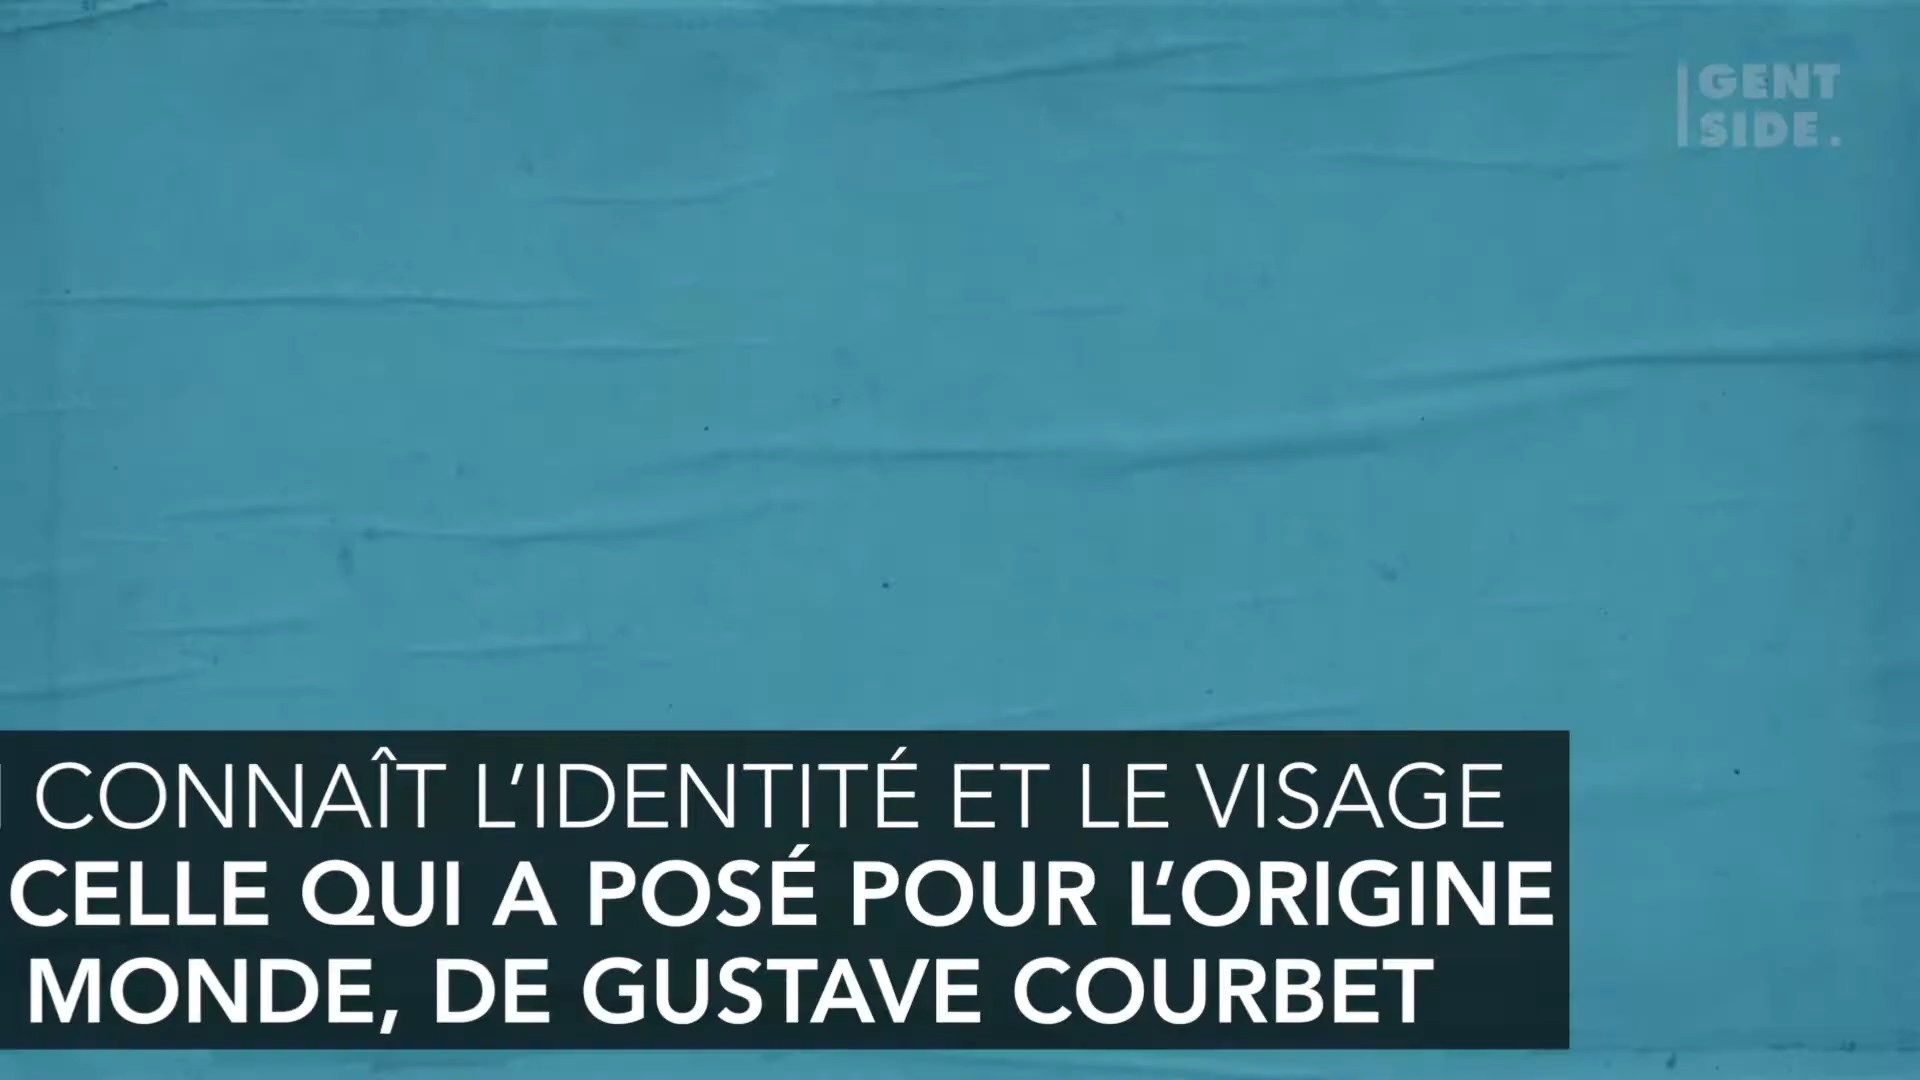 GENT
SIDE.
CONNAÎT L'IDENTITÉ ET LE VISAGE
CELLE QUI A POSÉ POUR L'ORIGINE
MONDE, DE GUSTAVE COURBET